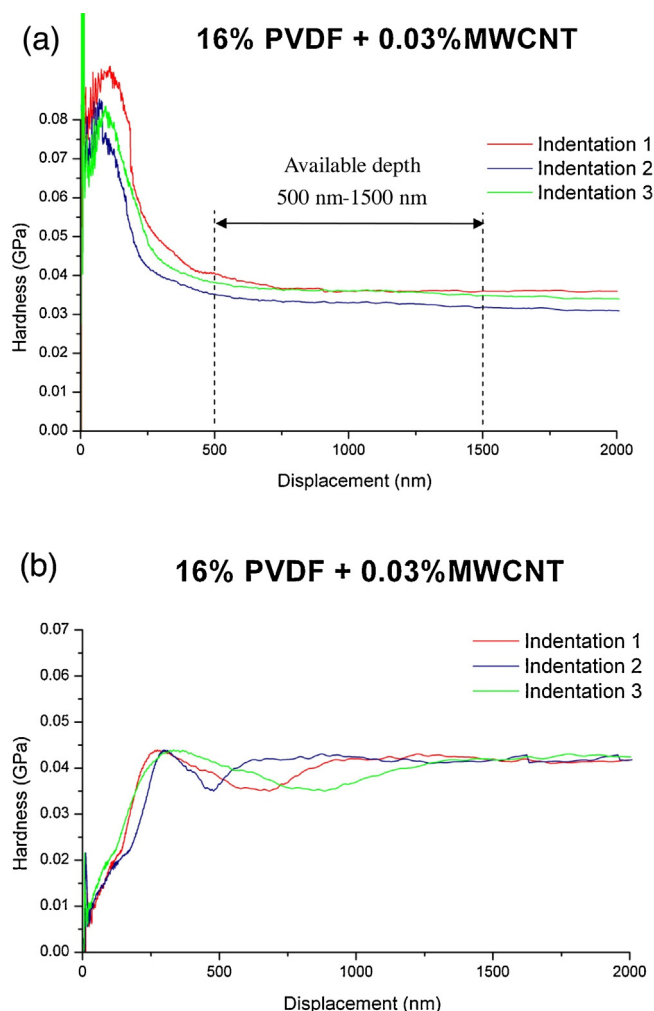 (a) 16% PVDF + 0.03%MWCNT
Hardness (GPa)
0.08
0.07
0.06
0.05
0.04
0.03
0.02
0.01
0.00
Indentation 1
Indentation 2
Indentation 3
Available depth
500 nm-1500 nm
0 500 1000 1500 2000
Displacement (nm)
(b) 16% PVDF + 0.03%MWCNT
Hardness (GPa)
0.07
0.06
0.05
0.04
0.03
0.02
0.01
0.00
Indentation 1
Indentation 2
Indentation 3
0 250 500 750 1000 1250 1500 1750 2000
Displacement (nm)